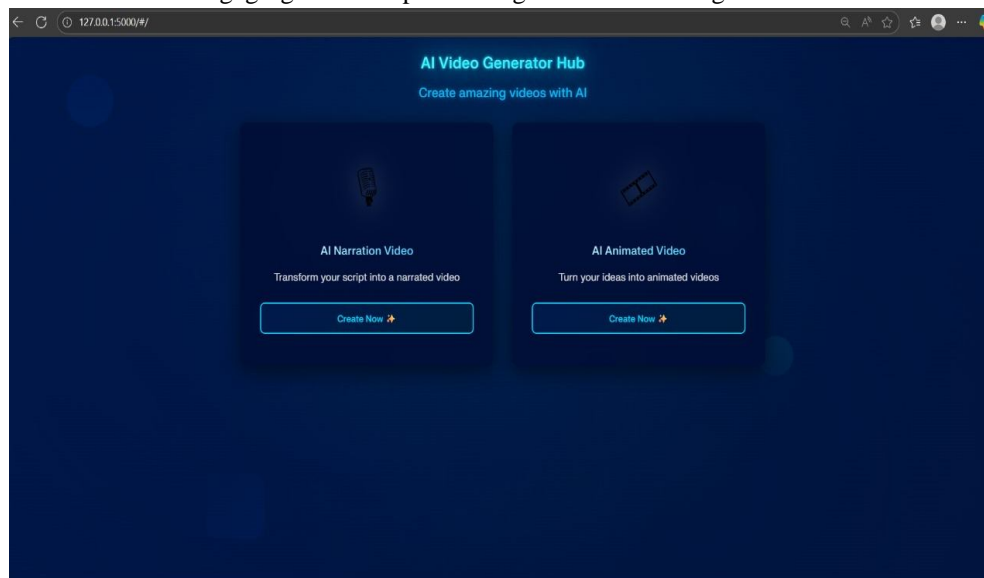 127.0.0.1:5000/#/
AI Video Generator Hub
Create amazing videos with AI
AI Narration Video
Transform your script into a narrated video
Create Now ✨
AI Animated Video
Turn your ideas into animated videos
Create Now ✨